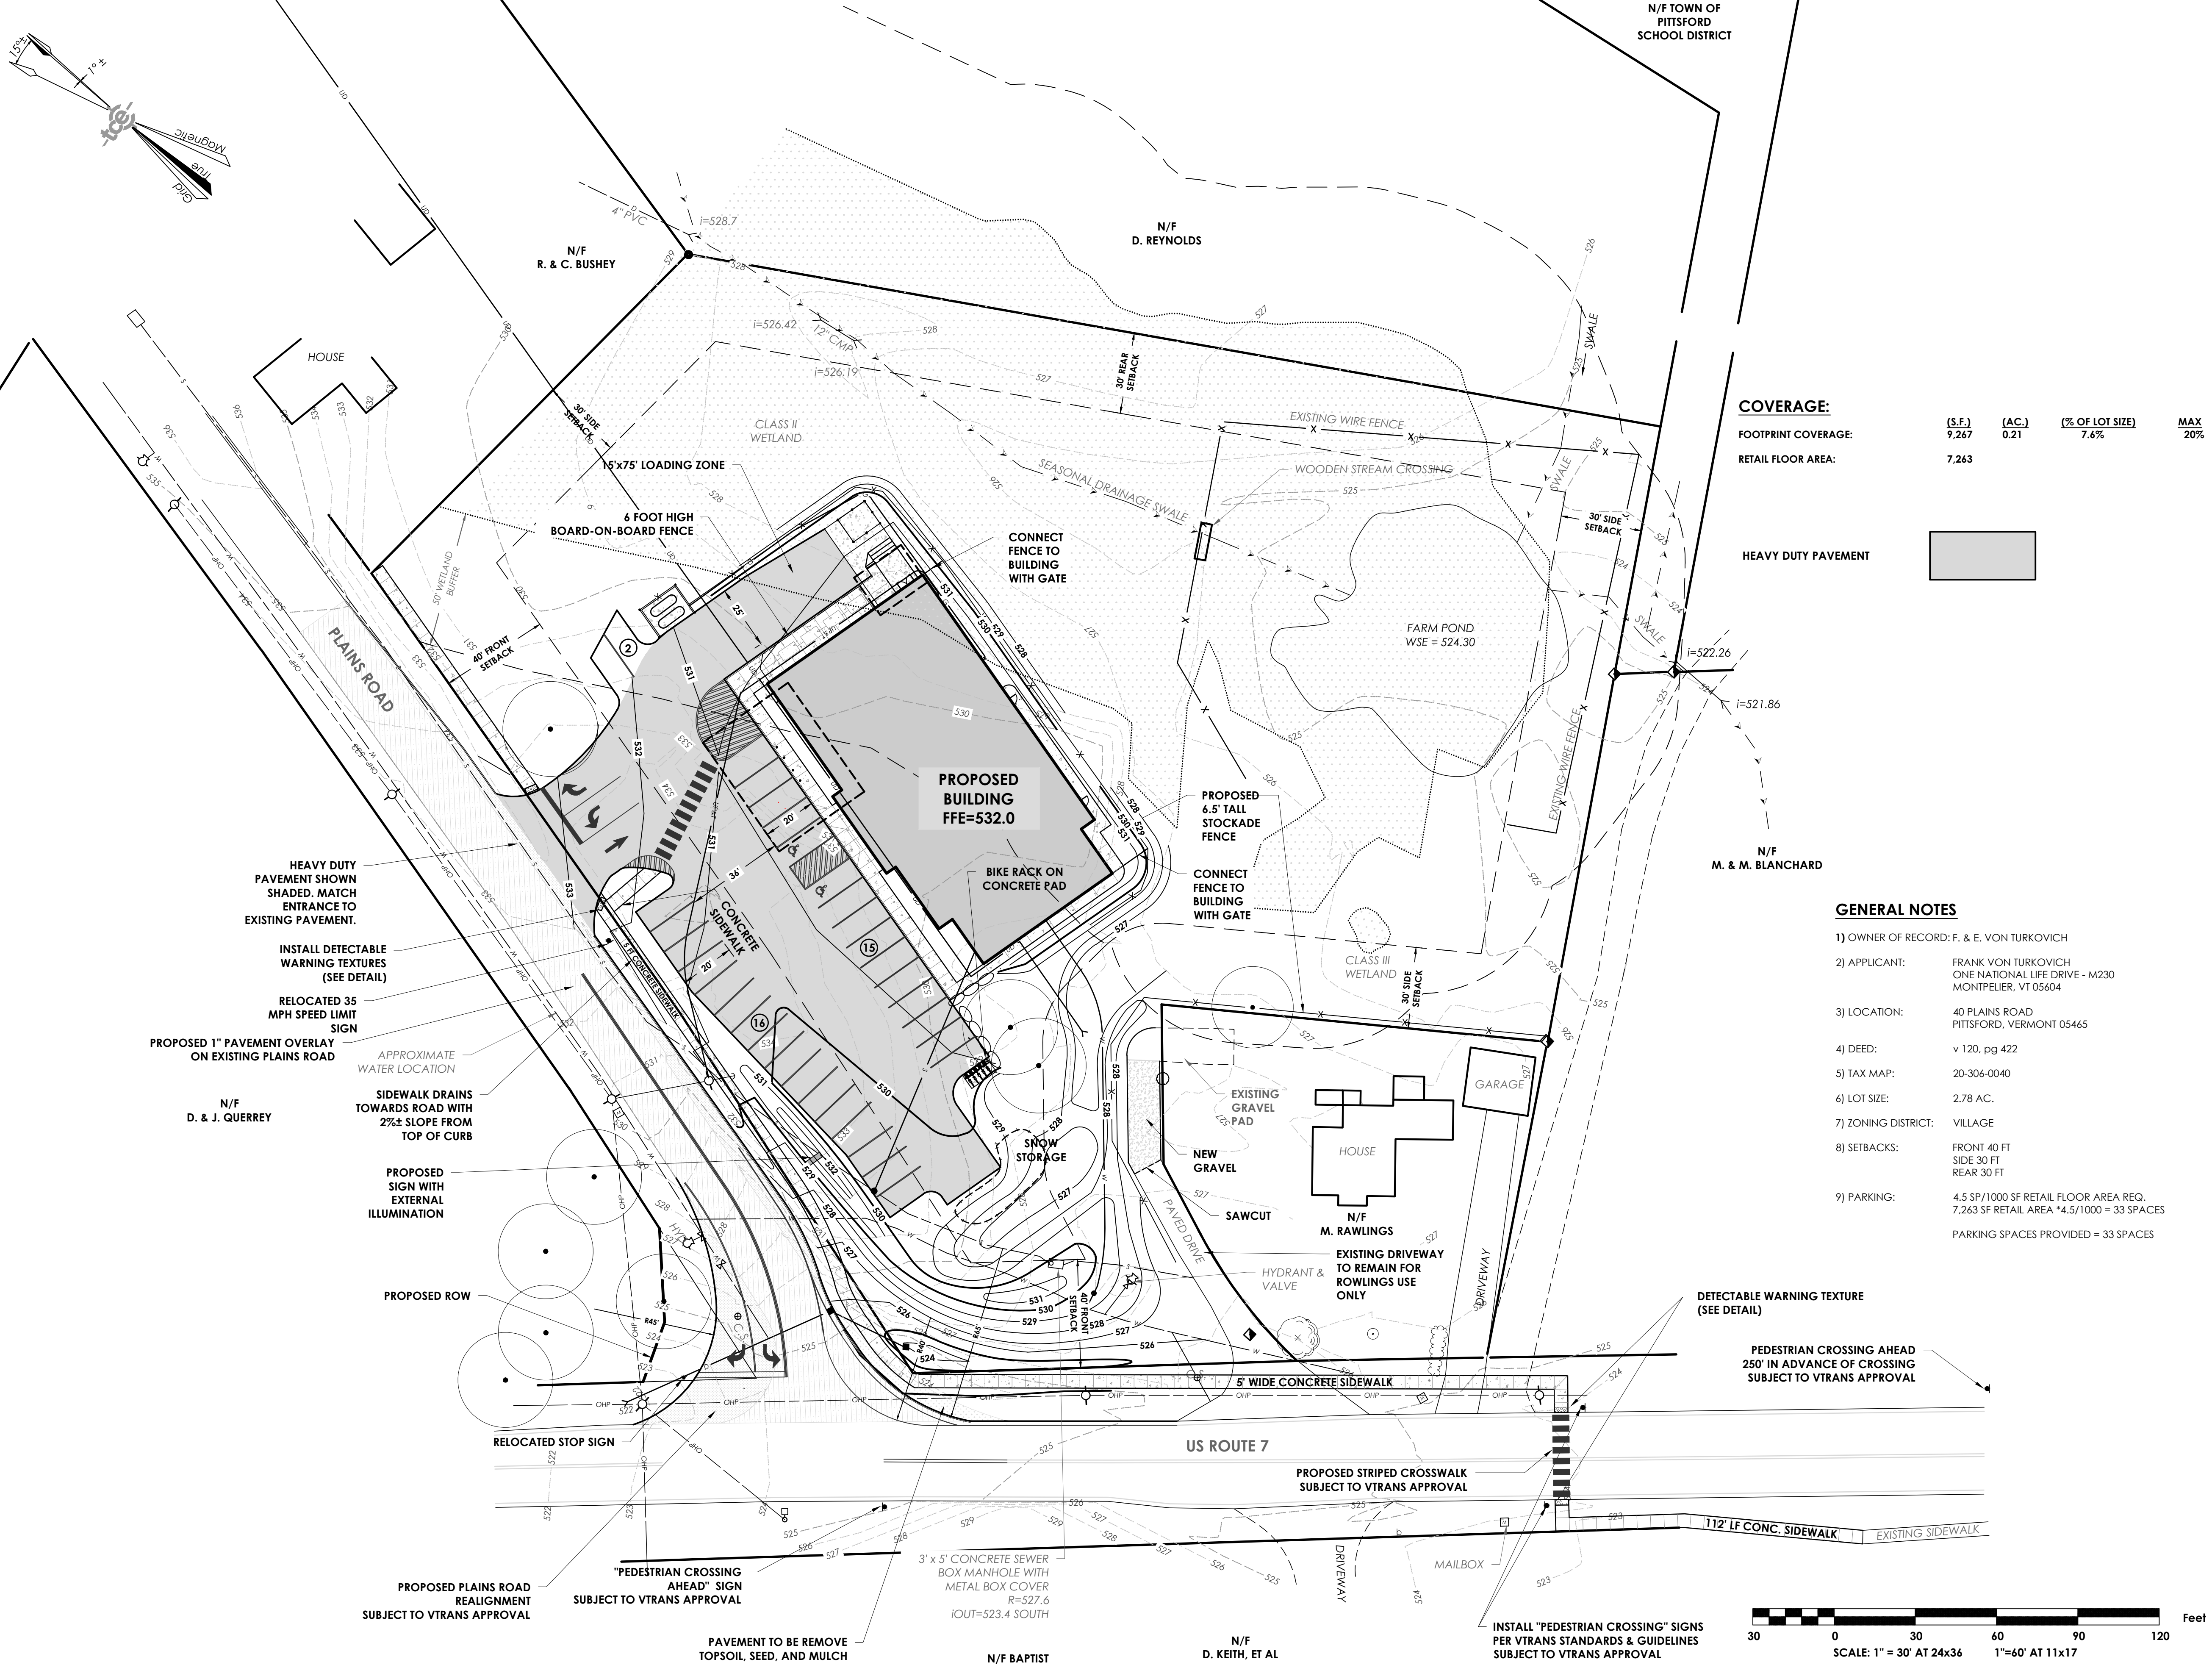 N/F TOWN OF
PITTSFORD
SCHOOL DISTRICT
15°±
1° ±
tce
Magnetic
True
Grid
N/F
R. & C. BUSHEY
N/F
D. REYNOLDS
4" PVC
i=528.7
i=526.42
12" CMP
i=526.19
HOUSE
30' SIDE
SETBACK
30' REAR
SETBACK
CLASS II
WETLAND
EXISTING WIRE FENCE
WOODEN STREAM CROSSING
SEASONAL DRAINAGE SWALE
SWALE
SWALE
SWALE
30' SIDE
SETBACK
COVERAGE:
(S.F.) (AC.) (% OF LOT SIZE) MAX
FOOTPRINT COVERAGE: 9,267 0.21 7.6% 20%
RETAIL FLOOR AREA: 7,263
HEAVY DUTY PAVEMENT
15'x75' LOADING ZONE
6 FOOT HIGH
BOARD-ON-BOARD FENCE
CONNECT
FENCE TO
BUILDING
WITH GATE
50' WETLAND
BUFFER
40' FRONT
SETBACK
PLAINS ROAD
25'
2
FARM POND
WSE = 524.30
i=522.26
i=521.86
EXISTING WIRE FENCE
PROPOSED
BUILDING
FFE=532.0
PROPOSED
6.5' TALL
STOCKADE
FENCE
BIKE RACK ON
CONCRETE PAD
CONNECT
FENCE TO
BUILDING
WITH GATE
N/F
M. & M. BLANCHARD
20'
36'
20'
CONCRETE
SIDEWALK
15
16
5 FT CONCRETE SIDEWALK
HEAVY DUTY
PAVEMENT SHOWN
SHADED. MATCH
ENTRANCE TO
EXISTING PAVEMENT.
INSTALL DETECTABLE
WARNING TEXTURES
(SEE DETAIL)
RELOCATED 35
MPH SPEED LIMIT
SIGN
PROPOSED 1" PAVEMENT OVERLAY
ON EXISTING PLAINS ROAD
APPROXIMATE
WATER LOCATION
SIDEWALK DRAINS
TOWARDS ROAD WITH
2%± SLOPE FROM
TOP OF CURB
N/F
D. & J. QUERREY
PROPOSED
SIGN WITH
EXTERNAL
ILLUMINATION
PROPOSED ROW
CLASS III
WETLAND
30' SIDE
SETBACK
GARAGE
EXISTING
GRAVEL
PAD
HOUSE
NEW
GRAVEL
SNOW
STORAGE
SAWCUT
PAVED DRIVE
N/F
M. RAWLINGS
EXISTING DRIVEWAY
TO REMAIN FOR
ROWLINGS USE
ONLY
HYDRANT &
VALVE
DRIVEWAY
40' FRONT
SETBACK
R45'
R40'
R65'
GENERAL NOTES
1) OWNER OF RECORD: F. & E. VON TURKOVICH
2) APPLICANT: FRANK VON TURKOVICH
ONE NATIONAL LIFE DRIVE - M230
MONTPELIER, VT 05604
3) LOCATION: 40 PLAINS ROAD
PITTSFORD, VERMONT 05465
4) DEED: v 120, pg 422
5) TAX MAP: 20-306-0040
6) LOT SIZE: 2.78 AC.
7) ZONING DISTRICT: VILLAGE
8) SETBACKS: FRONT 40 FT
SIDE 30 FT
REAR 30 FT
9) PARKING: 4.5 SP/1000 SF RETAIL FLOOR AREA REQ.
7,263 SF RETAIL AREA *4.5/1000 = 33 SPACES
PARKING SPACES PROVIDED = 33 SPACES
DETECTABLE WARNING TEXTURE
(SEE DETAIL)
PEDESTRIAN CROSSING AHEAD
250' IN ADVANCE OF CROSSING
SUBJECT TO VTRANS APPROVAL
5' WIDE CONCRETE SIDEWALK
RELOCATED STOP SIGN
US ROUTE 7
PROPOSED STRIPED CROSSWALK
SUBJECT TO VTRANS APPROVAL
112' LF CONC. SIDEWALK
EXISTING SIDEWALK
MAILBOX
DRIVEWAY
PROPOSED PLAINS ROAD
REALIGNMENT
SUBJECT TO VTRANS APPROVAL
"PEDESTRIAN CROSSING
AHEAD" SIGN
SUBJECT TO VTRANS APPROVAL
3' x 5' CONCRETE SEWER
BOX MANHOLE WITH
METAL BOX COVER
R=527.6
iOUT=523.4 SOUTH
PAVEMENT TO BE REMOVE
TOPSOIL, SEED, AND MULCH
N/F BAPTIST
N/F
D. KEITH, ET AL
INSTALL "PEDESTRIAN CROSSING" SIGNS
PER VTRANS STANDARDS & GUIDELINES
SUBJECT TO VTRANS APPROVAL
30 0 30 60 90 120 Feet
SCALE: 1" = 30' AT 24x36 1"=60' AT 11x17